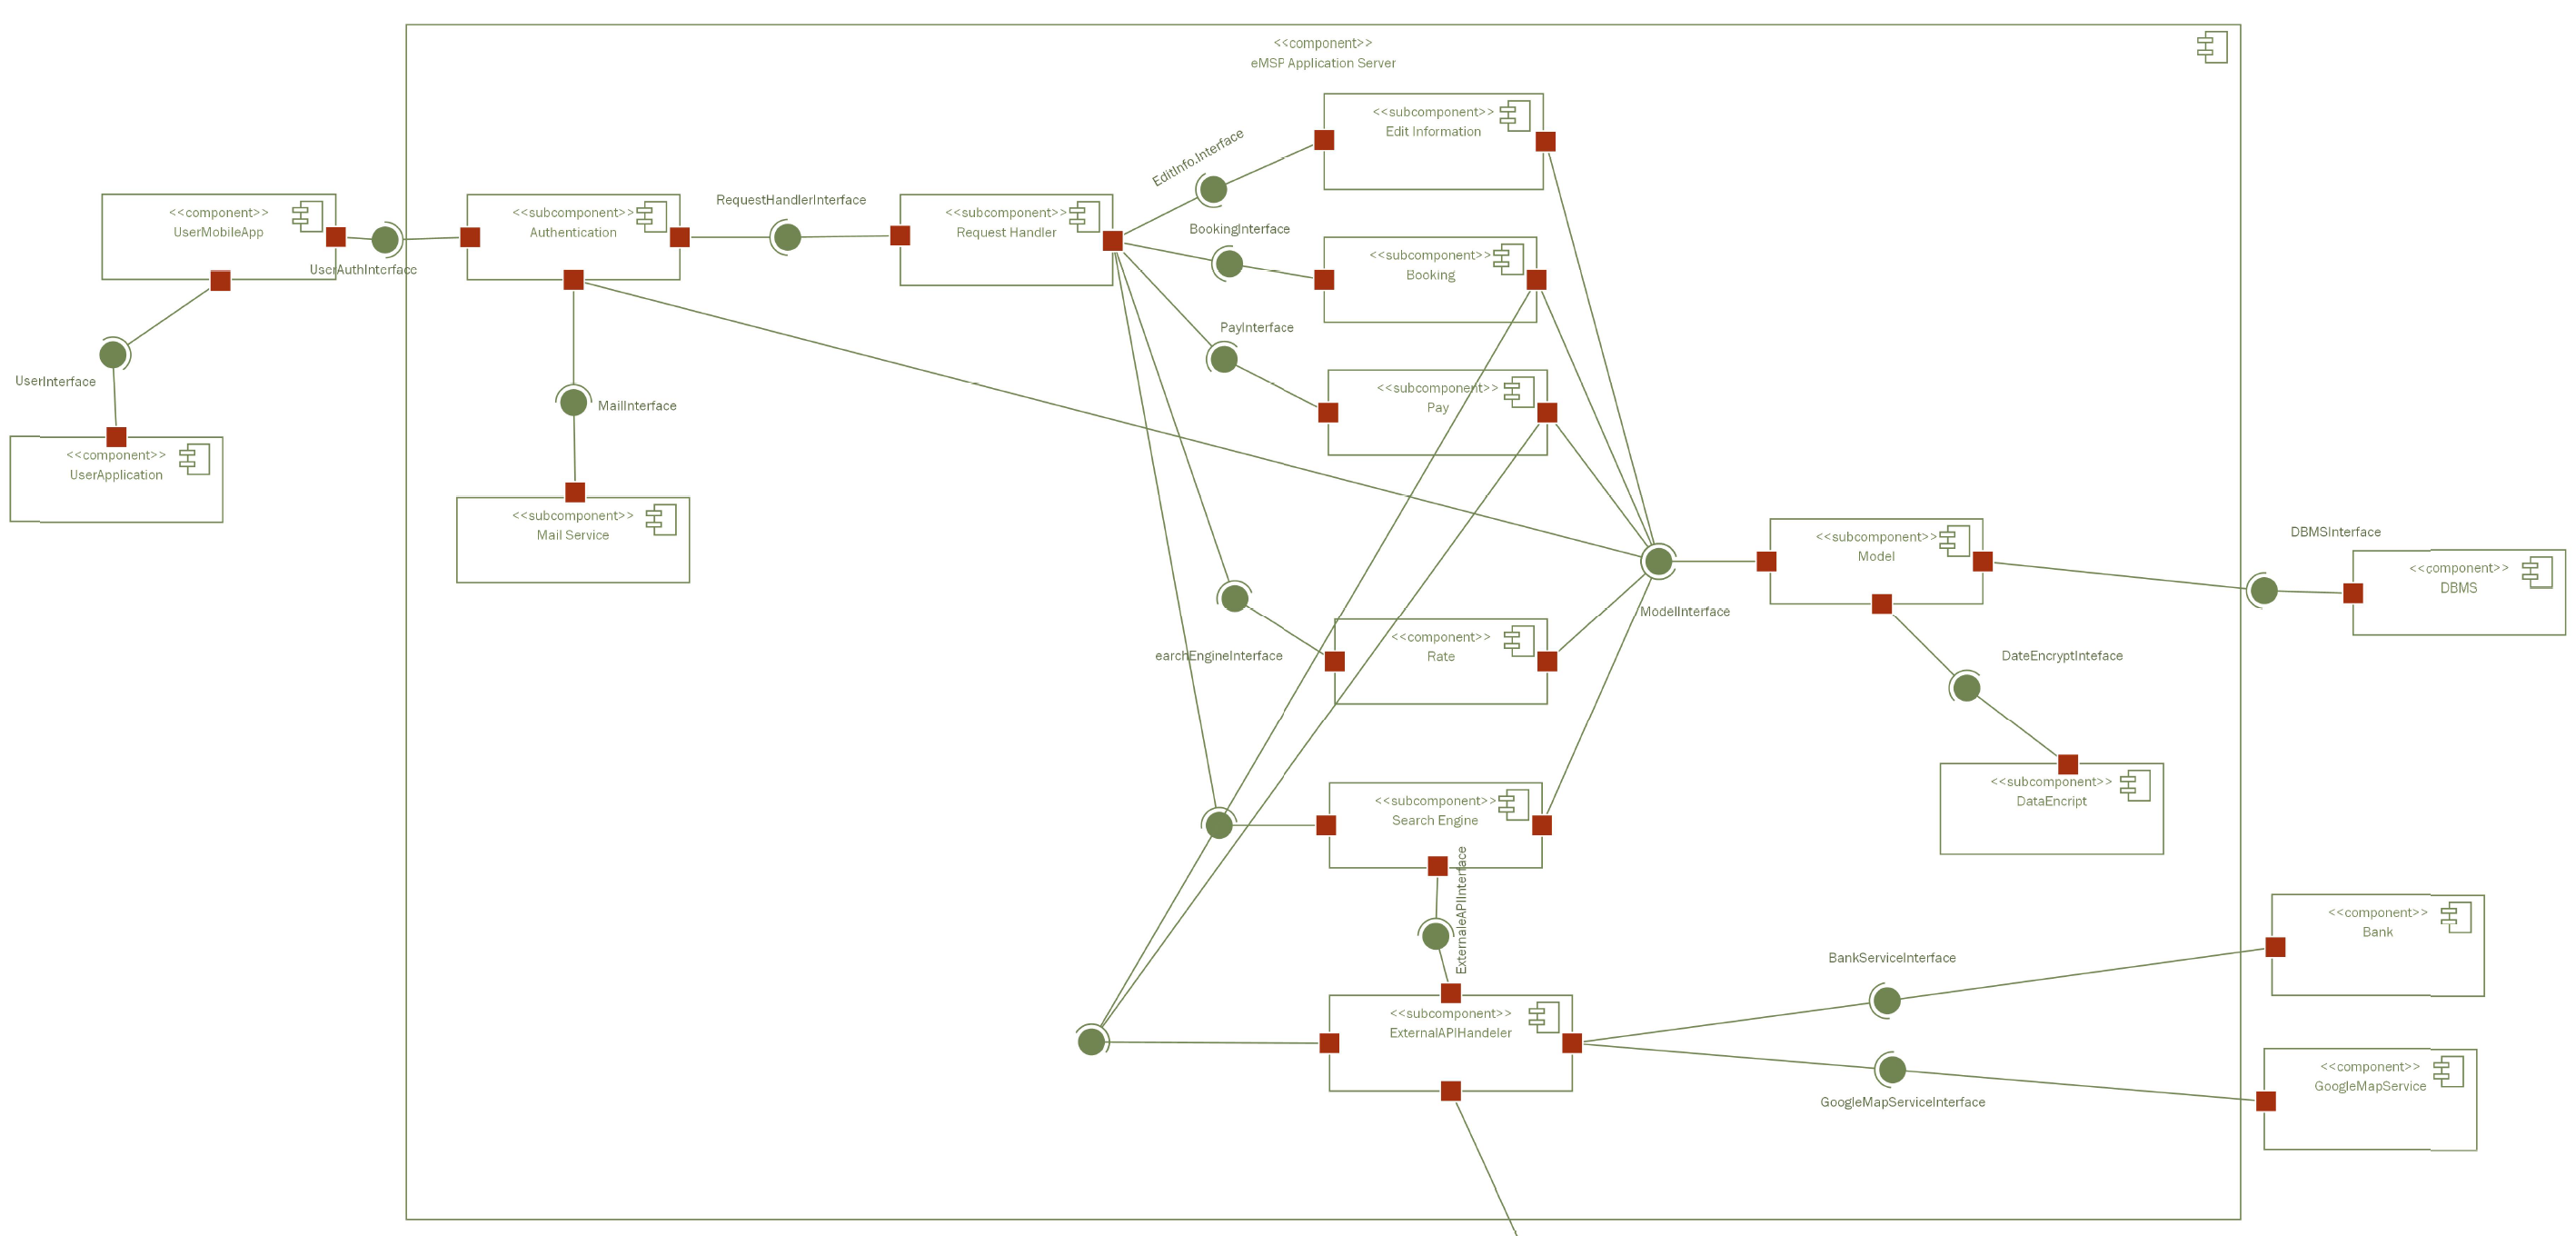 <<component>>
eMSP Application Server
<<subcomponent>>
Edit Information
EditInfo.Interface
<<component>>
UserMobileApp
<<subcomponent>>
Authentication
RequestHandlerInterface
<<subcomponent>>
Request Handler
BookingInterface
<<subcomponent>>
Booking
UserAuthInterface
PayInterface
UserInterface
MailInterface
<<subcomponent>>
Pay
<<component>>
UserApplication
<<subcomponent>>
Mail Service
<<subcomponent>>
Model
DBMSInterface
<<component>>
DBMS
ModelInterface
earchEngineInterface
<<component>>
Rate
DateEncryptInteface
<<subcomponent>>
DataEncript
<<subcomponent>>
Search Engine
ExternaleAPIInterface
<<component>>
Bank
BankServiceInterface
<<subcomponent>>
ExternalAPIHandeler
<<component>>
GoogleMapService
GoogleMapServiceInterface